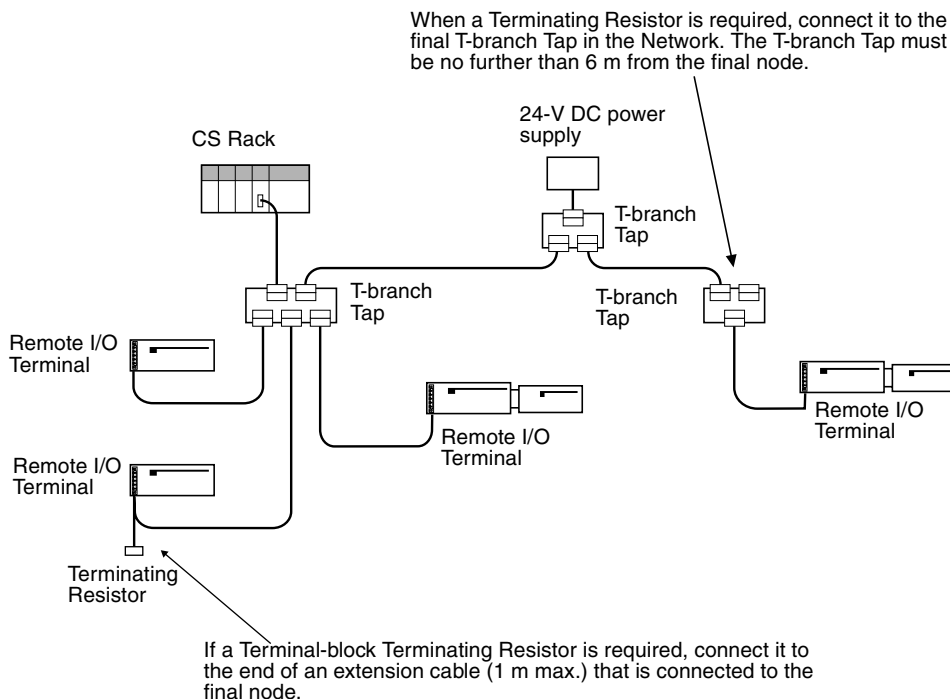 When a Terminating Resistor is required, connect it to the
final T-branch Tap in the Network. The T-branch Tap must
be no further than 6 m from the final node.
24-V DC power
supply
CS Rack
T-branch
Tap
T-branch
Tap
T-branch
Tap
Remote I/O
Terminal
Remote I/O
Terminal
Remote I/O
Terminal
Remote I/O
Terminal
Terminating
Resistor
If a Terminal-block Terminating Resistor is required, connect it to
the end of an extension cable (1 m max.) that is connected to the
final node.